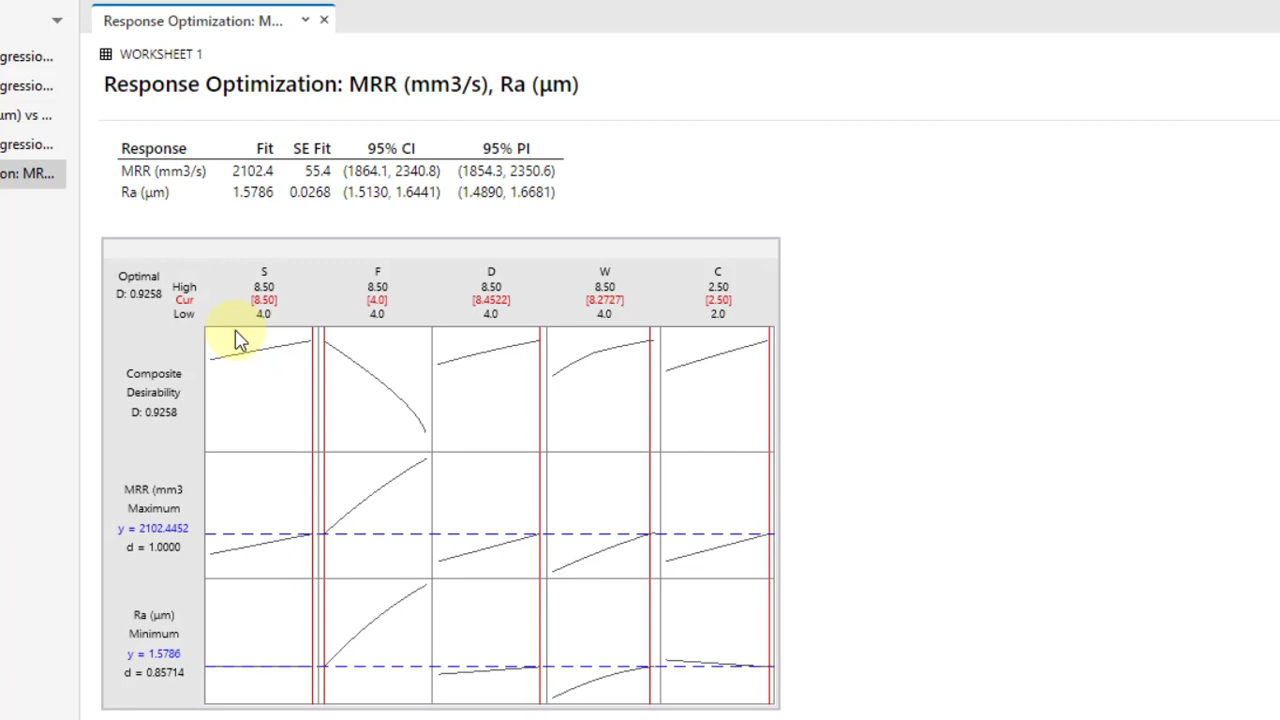 Response Optimization: M...
gressio...
gressio...
μm) vs ...
gressio...
on: MR...
WORKSHEET 1
Response Optimization: MRR (mm3/s), Ra (μm)
Response Fit SE Fit 95% CI 95% PI
MRR (mm3/s) 2102.4 55.4 (1864.1, 2340.8) (1854.3, 2350.6)
Ra (μm) 1.5786 0.0268 (1.5130, 1.6441) (1.4890, 1.6681)
Optimal
D: 0.9258
S F D W C
High 8.50 8.50 8.50 8.50 2.50
Cur [8.50] [4.0] [8.4522] [8.2727] [2.50]
Low 4.0 4.0 4.0 4.0 2.0
Composite
Desirability
D: 0.9258
MRR (mm3
Maximum
y = 2102.4452
d = 1.0000
Ra (μm)
Minimum
y = 1.5786
d = 0.85714